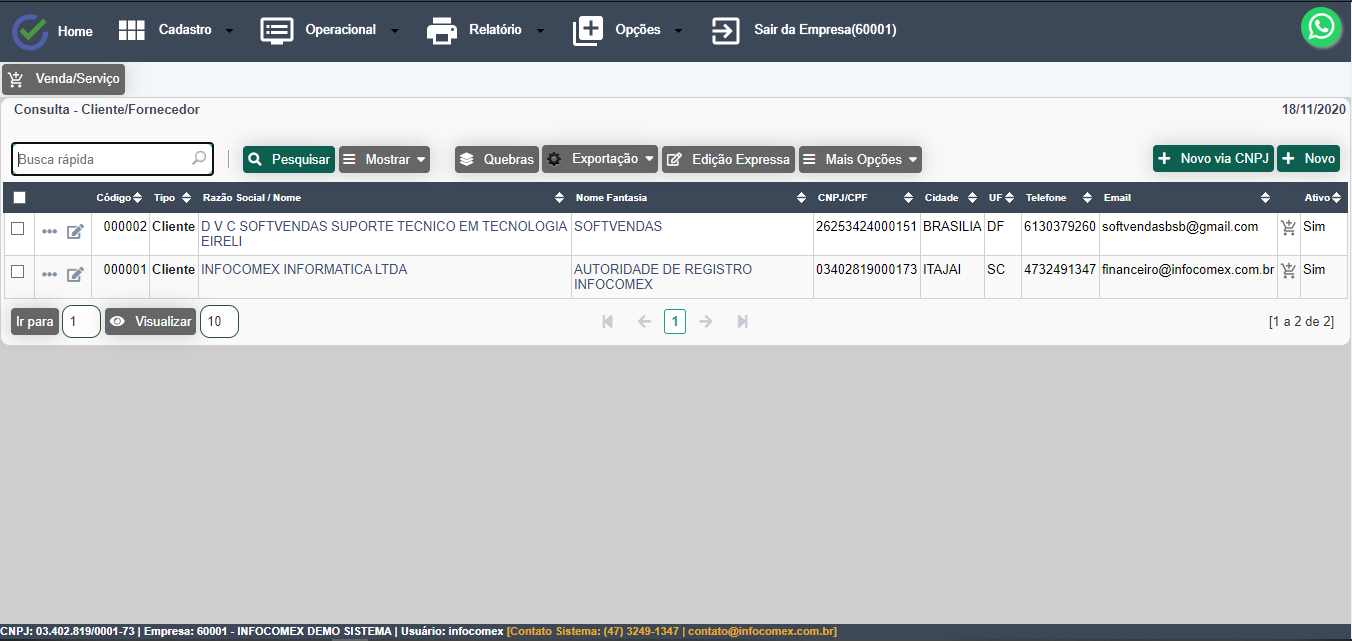 Home Cadastro Operacional Relatório Opções Sair da Empresa(60001)
Venda/Serviço
Consulta - Cliente/Fornecedor 18/11/2020
Busca rápida Pesquisar Mostrar Quebras Exportação Edição Expressa Mais Opções Novo via CNPJ Novo
Código Tipo Razão Social / Nome Nome Fantasia CNPJ/CPF Cidade UF Telefone Email Ativo
000002 Cliente D V C SOFTVENDAS SUPORTE TECNICO EM TECNOLOGIA SOFTVENDAS 26253424000151 BRASILIA DF 6130379260 softvendasbsb@gmail.com Sim
EIRELI
000001 Cliente INFOCOMEX INFORMATICA LTDA AUTORIDADE DE REGISTRO 03402819000173 ITAJAI SC 4732491347 financeiro@infocomex.com.br Sim
INFOCOMEX
Ir para 1 Visualizar 10 1 [1 a 2 de 2]
CNPJ: 03.402.819/0001-73 | Empresa: 60001 - INFOCOMEX DEMO SISTEMA | Usuário: infocomex [Contato Sistema: (47) 3249-1347 | contato@infocomex.com.br]